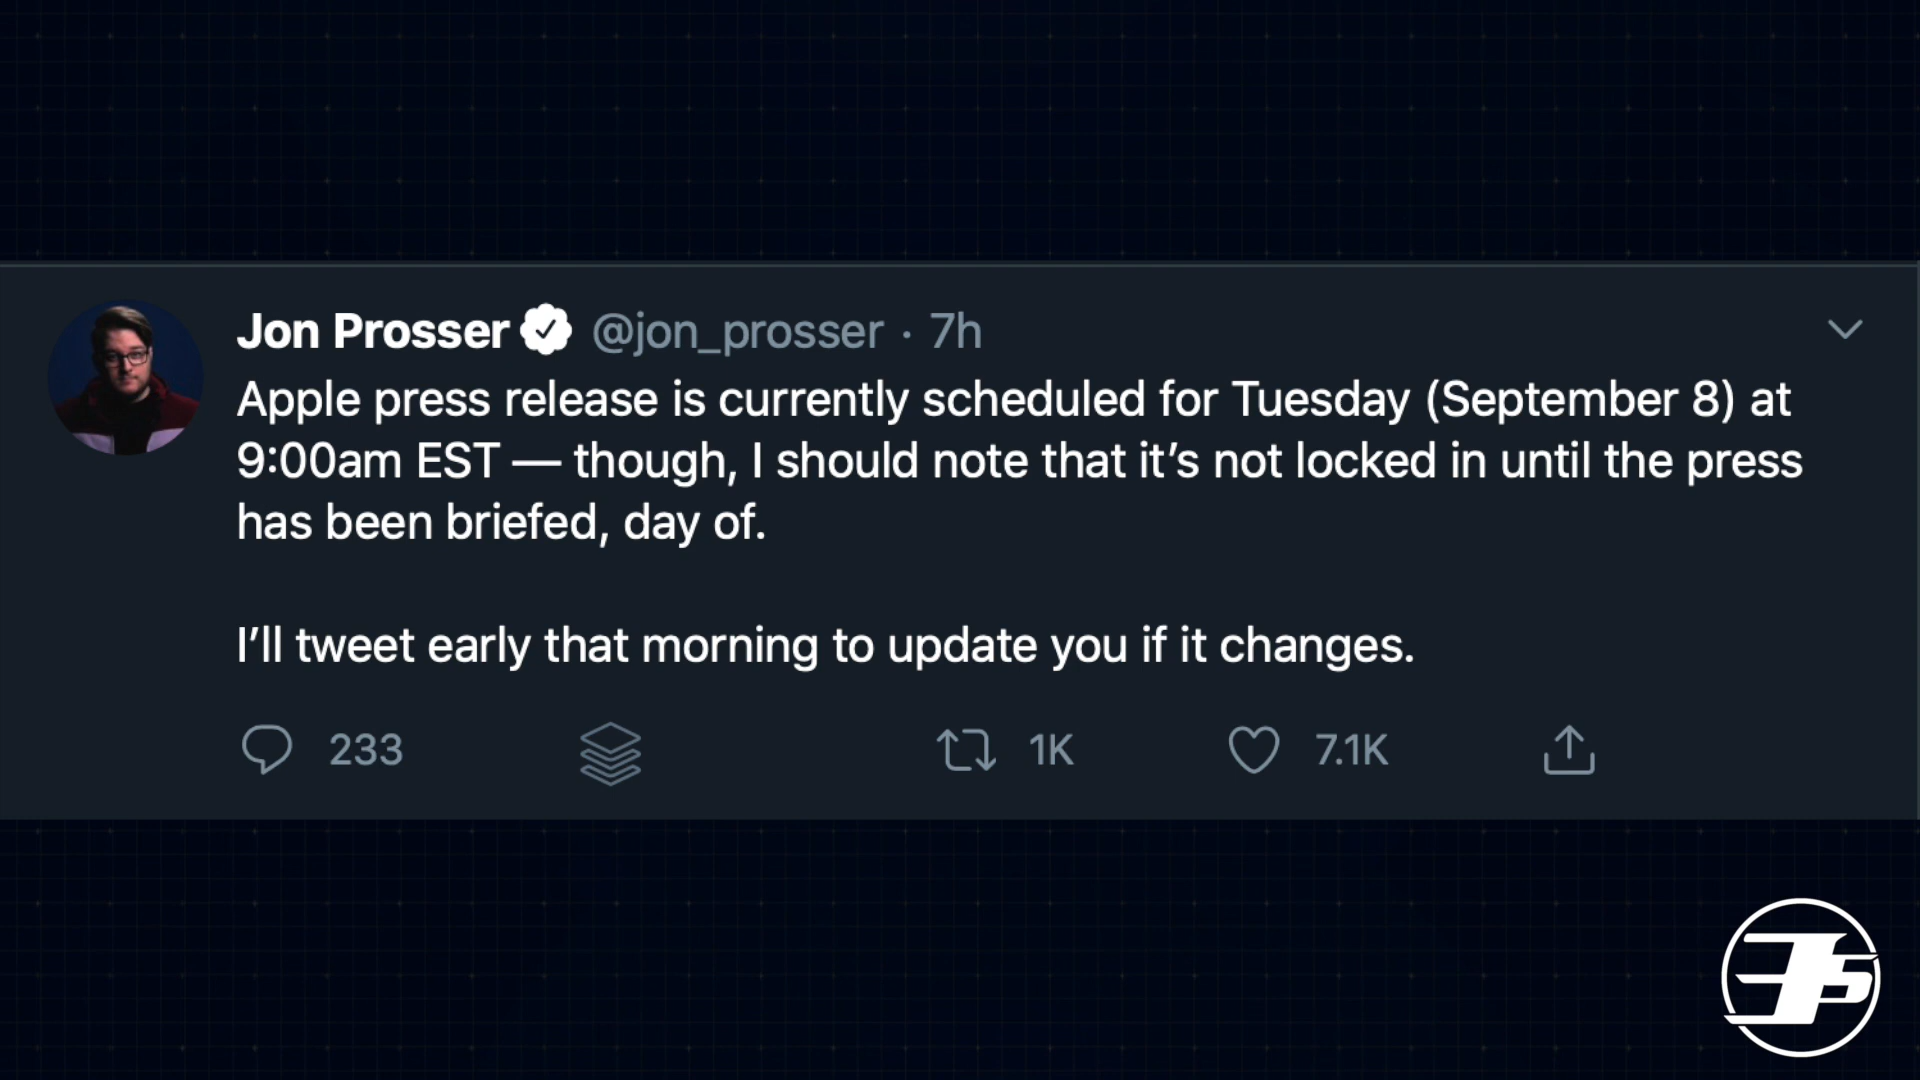 Jon Prosser @jon_prosser · 7h
Apple press release is currently scheduled for Tuesday (September 8) at
9:00am EST — though, I should note that it’s not locked in until the press
has been briefed, day of.
I’ll tweet early that morning to update you if it changes.
233 1K 7.1K